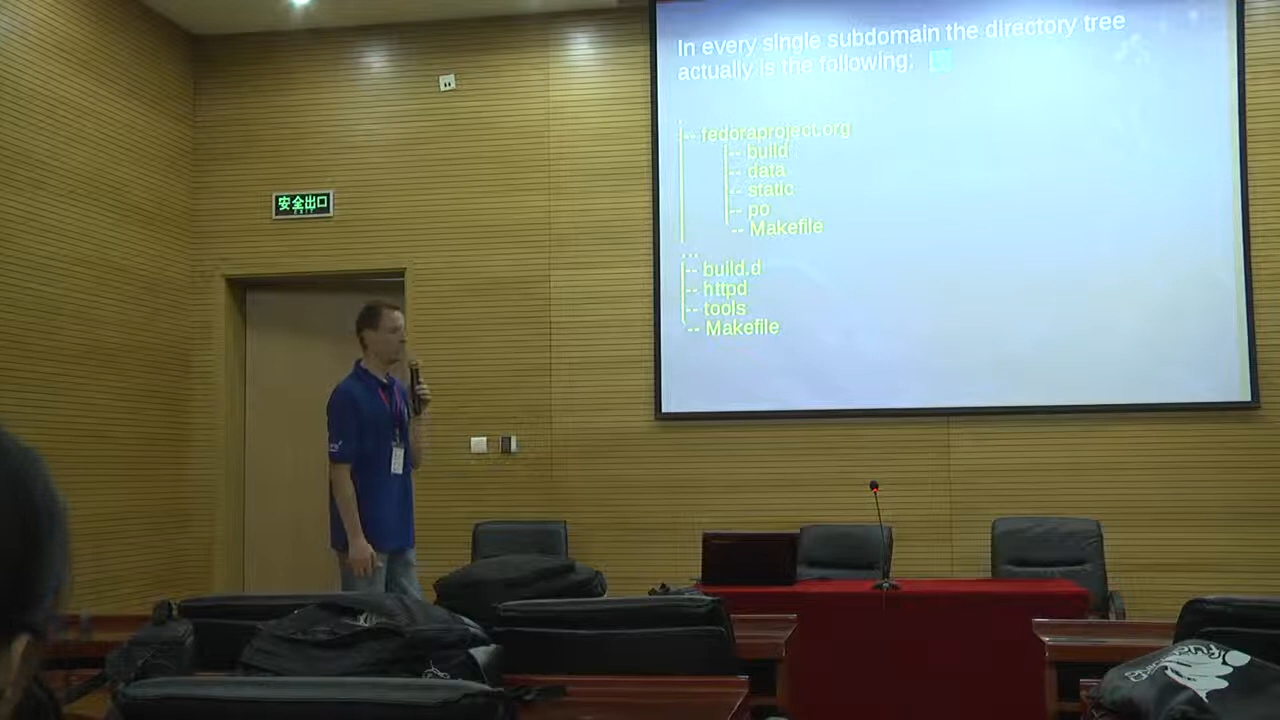 In every single subdomain the directory tree
actually is the following:
.
|-- fedoraproject.org
|-- build
|-- data
|-- static
|-- po
-- Makefile
...
|-- build.d
|-- httpd
|-- tools
-- Makefile
安全出口
EXIT